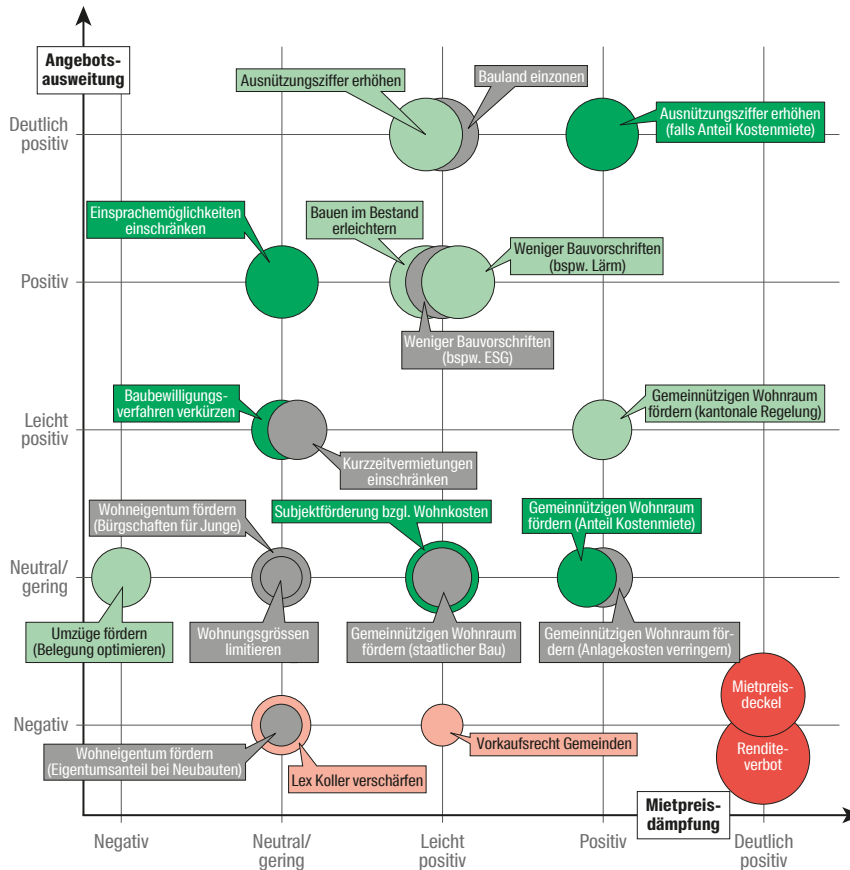 Angebots-
ausweitung
Ausnützungsziffer erhöhen
Bauland einzonen
Deutlich
positiv
Ausnützungsziffer erhöhen
(falls Anteil Kostenmiete)
Einsprachemöglichkeiten
einschränken
Bauen im Bestand
erleichtern
Weniger Bauvorschriften
(bspw. Lärm)
Positiv
Weniger Bauvorschriften
(bspw. ESG)
Baubewilligungs-
verfahren verkürzen
Gemeinnützigen Wohnraum
fördern (kantonale Regelung)
Leicht
positiv
Kurzzeitvermietungen
einschränken
Wohneigentum fördern
(Bürgschaften für Junge)
Subjektförderung bzgl. Wohnkosten
Gemeinnützigen Wohnraum
fördern (Anteil Kostenmiete)
Neutral/
gering
Umzüge fördern
(Belegung optimieren)
Wohnungsgrössen
limitieren
Gemeinnützigen Wohnraum
fördern (staatlicher Bau)
Gemeinnützigen Wohnraum för-
dern (Anlagekosten verringern)
Mietpreis-
deckel
Negativ
Wohneigentum fördern
(Eigentumsanteil bei Neubauten)
Lex Koller verschärfen
Vorkaufsrecht Gemeinden
Rendite-
verbot
Mietpreis-
dämpfung
Negativ
Neutral/
gering
Leicht
positiv
Positiv
Deutlich
positiv